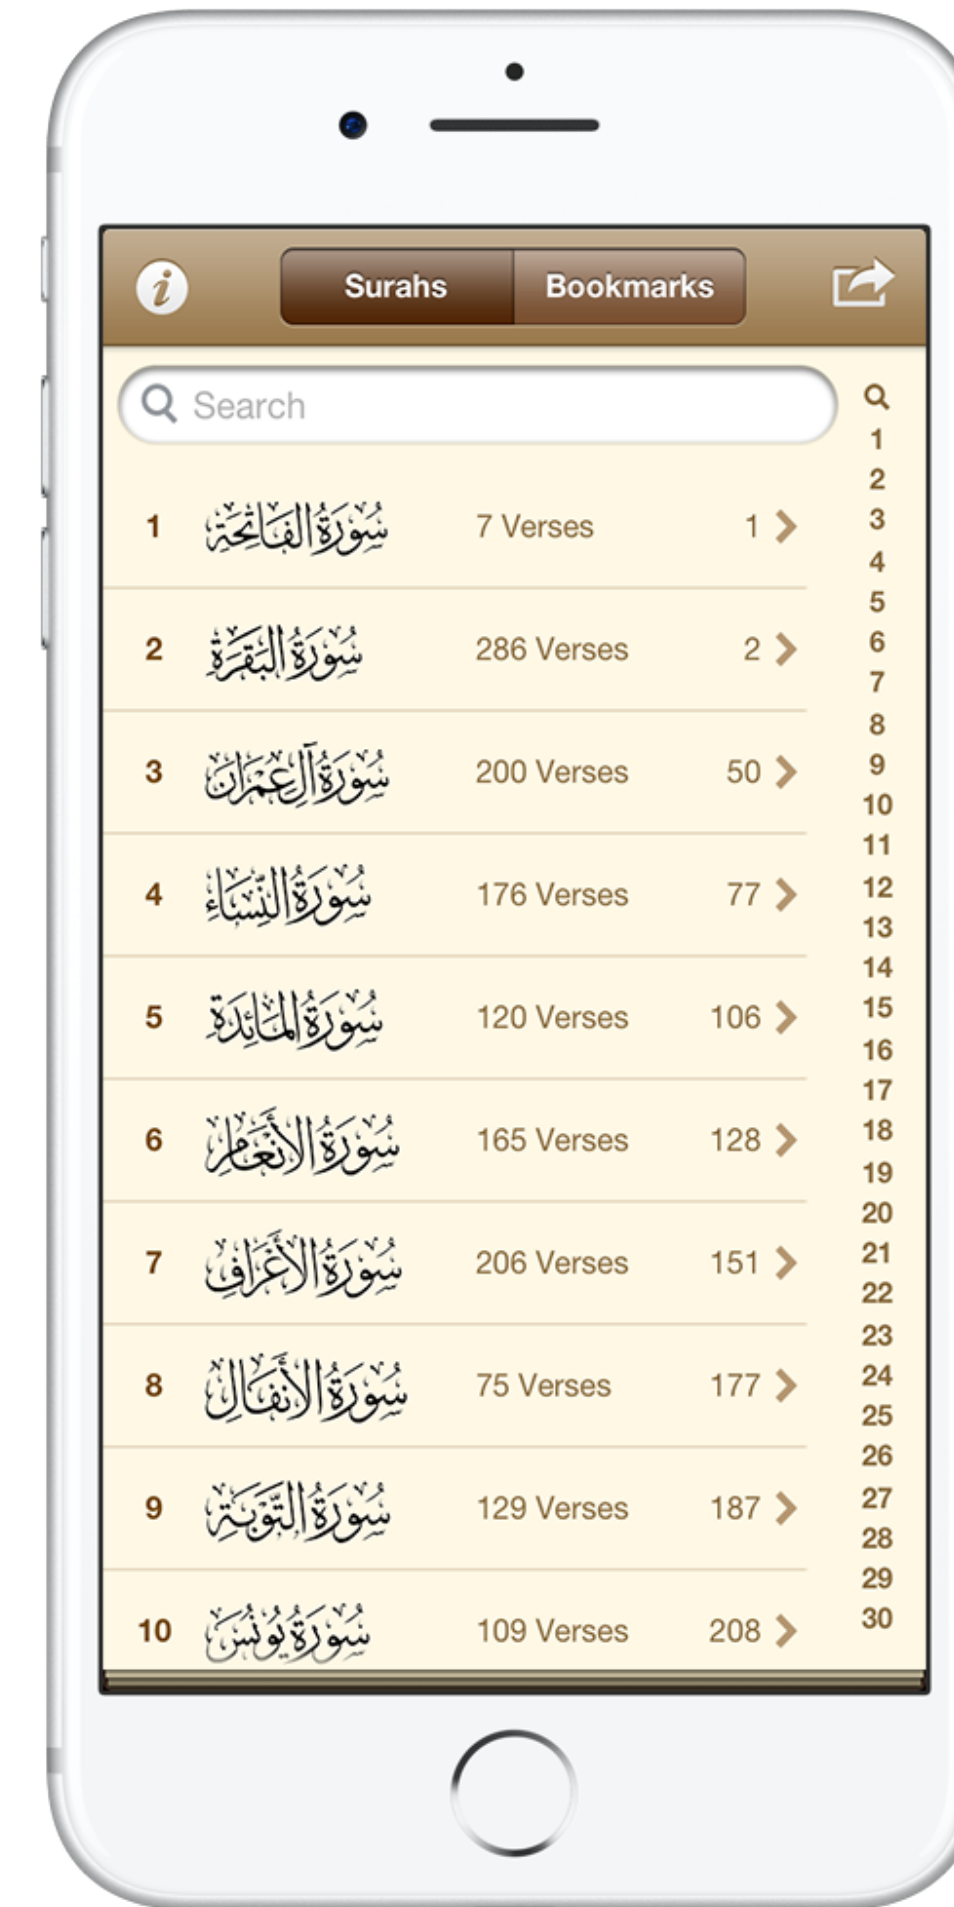 Surahs Bookmarks
Search
1 سُورَةُ الفَاتِحَةِ 7 Verses 1
2 سُورَةُ البَقَرَةِ 286 Verses 2
3 سُورَةُ آلِ عِمْرَانَ 200 Verses 50
4 سُورَةُ النِّسَاءِ 176 Verses 77
5 سُورَةُ المَائِدَةِ 120 Verses 106
6 سُورَةُ الأَنْعَامِ 165 Verses 128
7 سُورَةُ الأَعْرَافِ 206 Verses 151
8 سُورَةُ الأَنفَالِ 75 Verses 177
9 سُورَةُ التَّوْبَةِ 129 Verses 187
10 سُورَةُ يُونُسَ 109 Verses 208
1
2
3
4
5
6
7
8
9
10
11
12
13
14
15
16
17
18
19
20
21
22
23
24
25
26
27
28
29
30